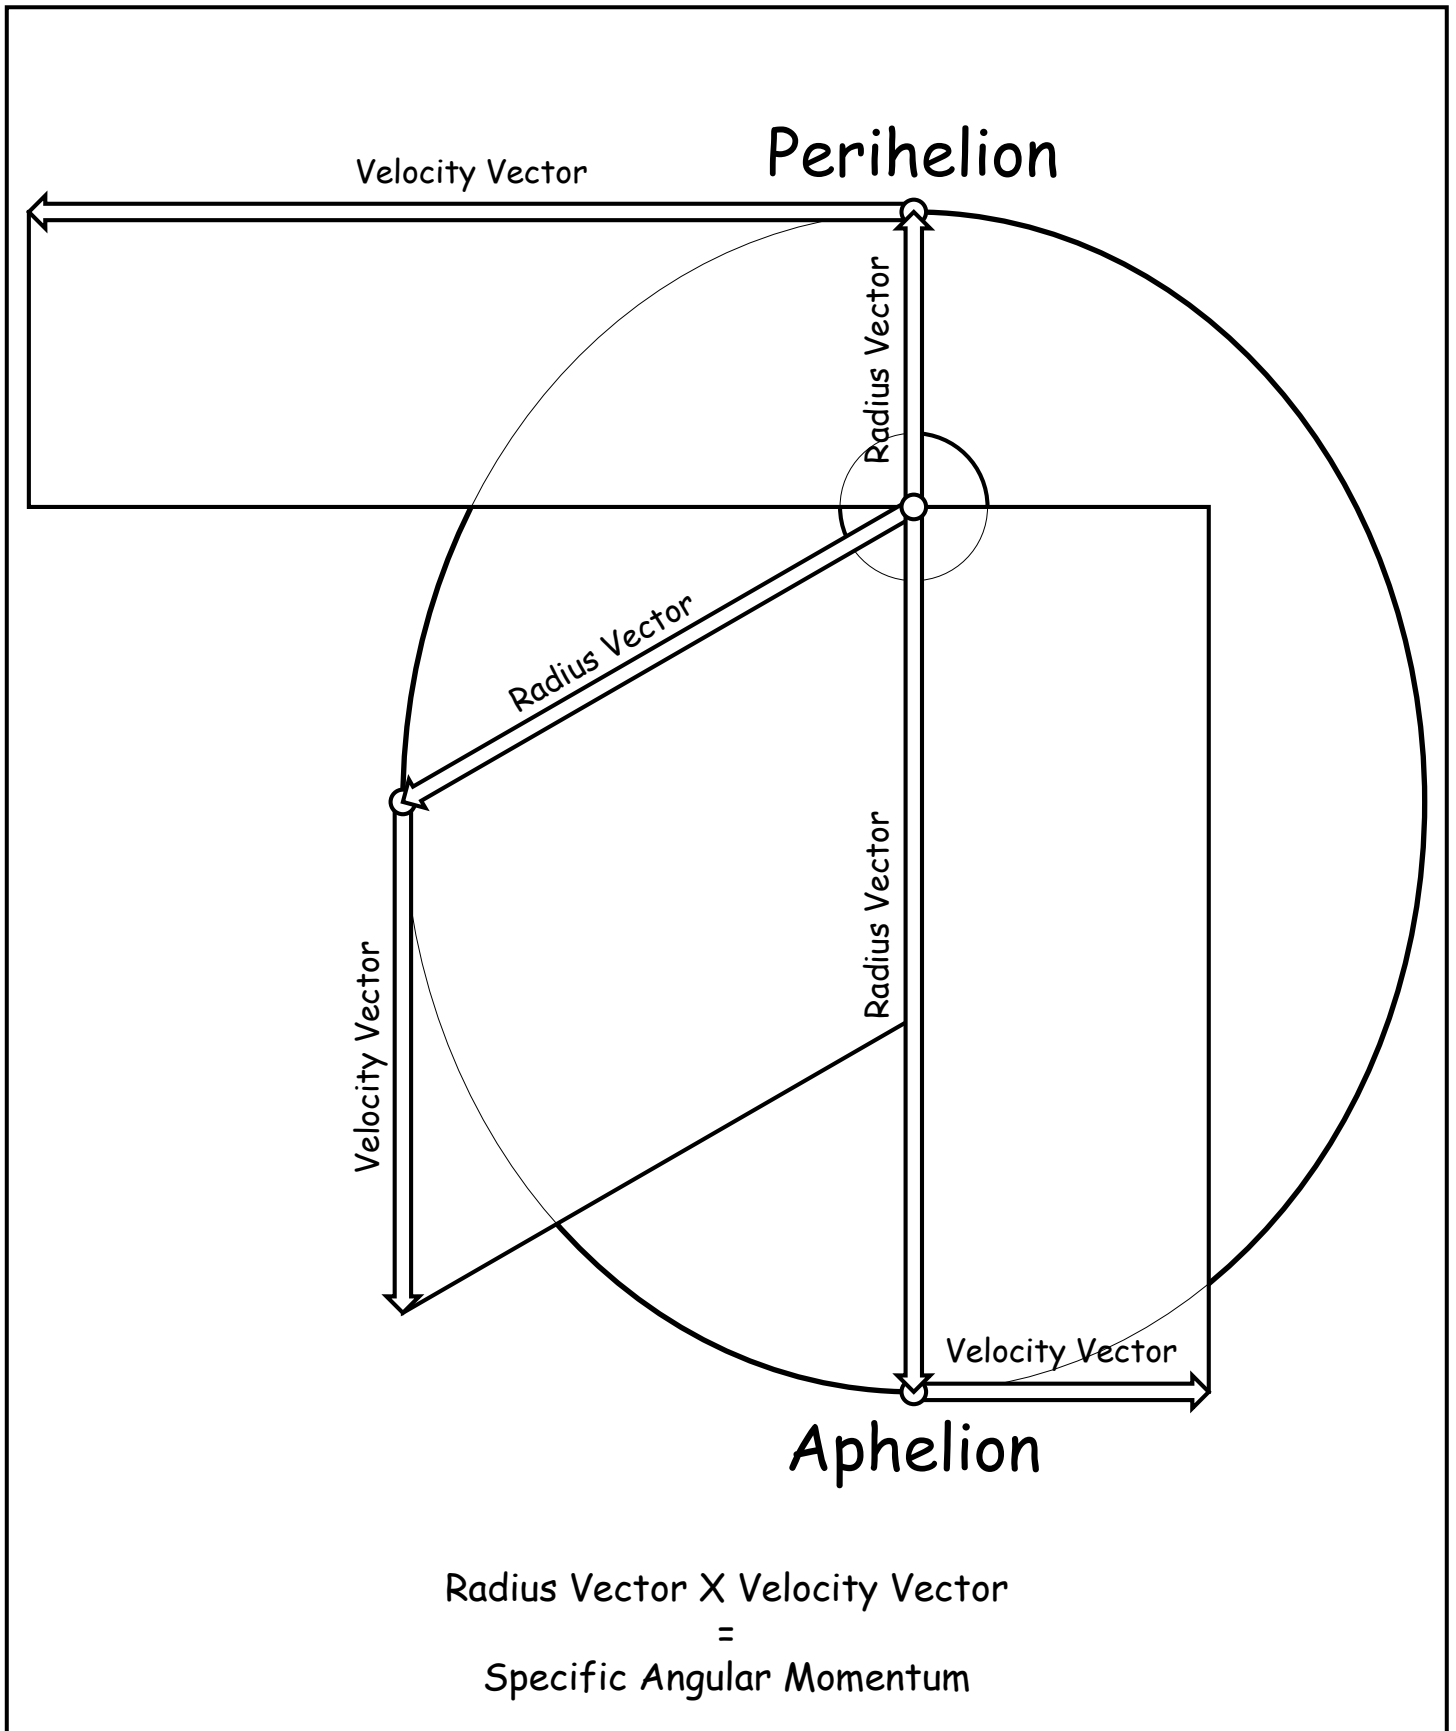 Perihelion
Velocity Vector
Radius Vector
Radius Vector
Radius Vector
Velocity Vector
Velocity Vector
Aphelion
Radius Vector X Velocity Vector
=
Specific Angular Momentum